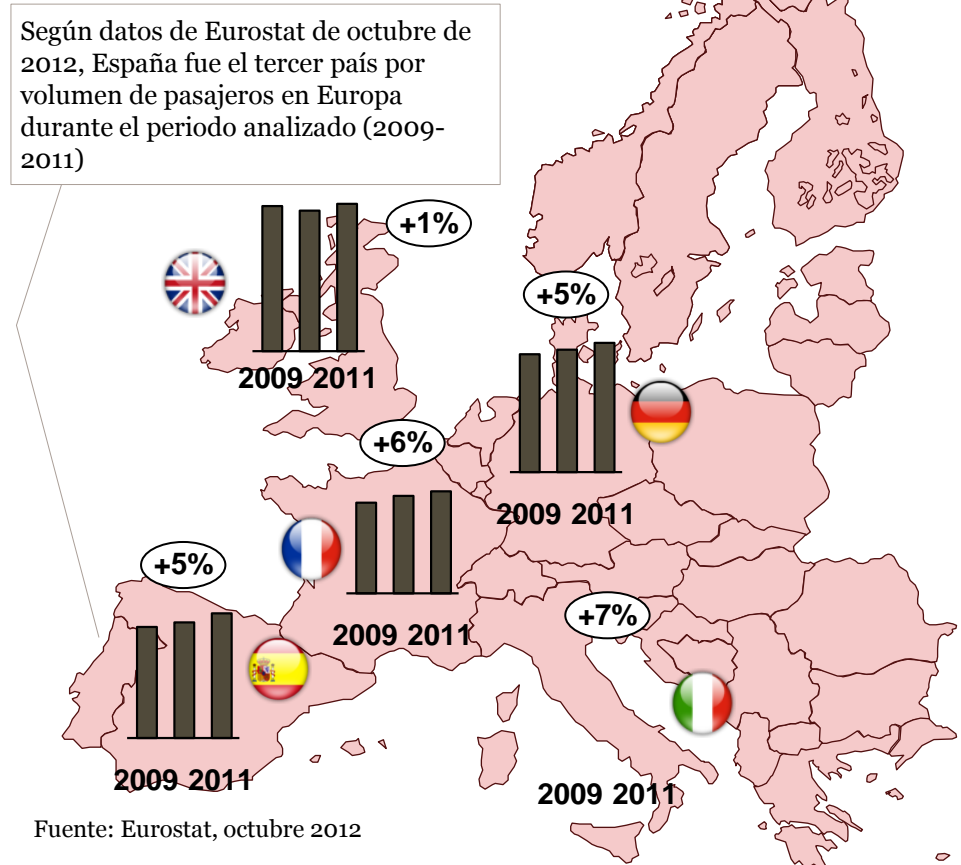 Según datos de Eurostat de octubre de
2012, España fue el tercer país por
volumen de pasajeros en Europa
durante el periodo analizado (2009-
2011)
+1%
2009 2011
+5%
2009 2011
+6%
2009 2011
+5%
2009 2011
+7%
2009 2011
Fuente: Eurostat, octubre 2012